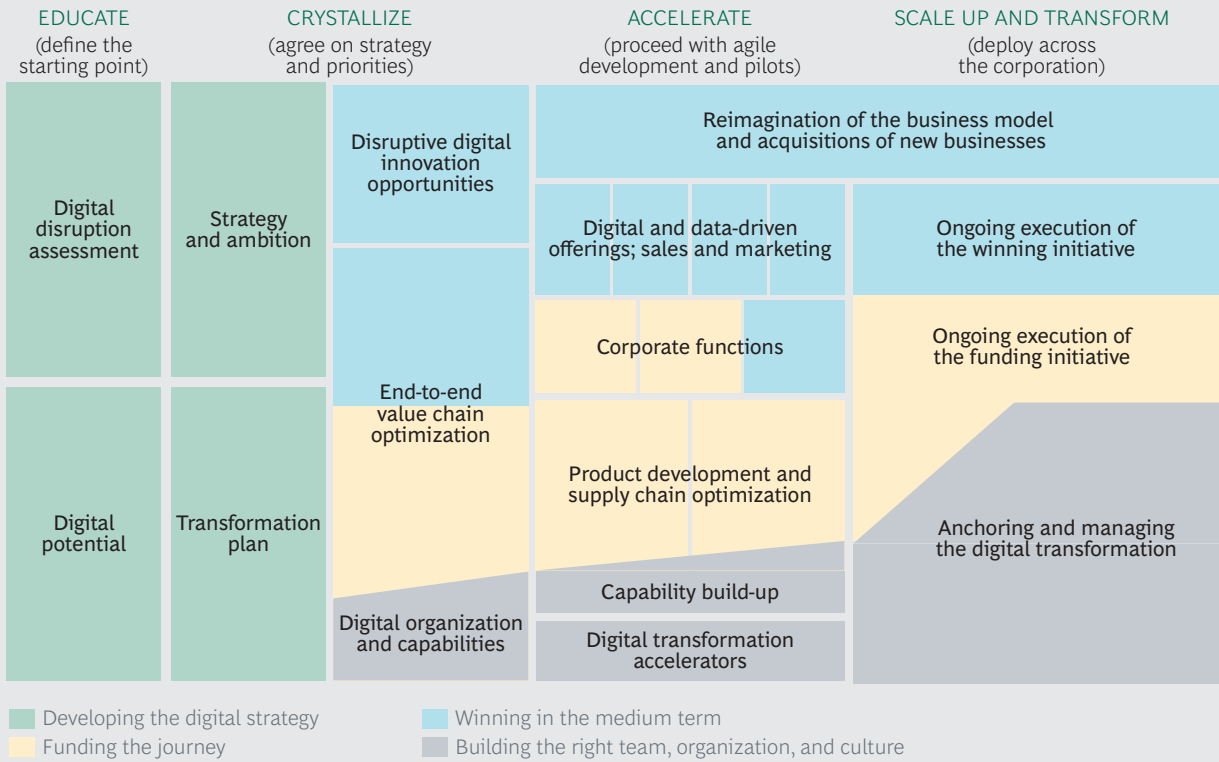 EDUCATE
(define the
starting point)
CRYSTALLIZE
(agree on strategy
and priorities)
ACCELERATE
(proceed with agile
development and pilots)
SCALE UP AND TRANSFORM
(deploy across
the corporation)
Digital
disruption
assessment
Digital
potential
Strategy
and ambition
Transformation
plan
Disruptive digital
innovation
opportunities
End-to-end
value chain
optimization
Digital organization
and capabilities
Reimagination of the business model
and acquisitions of new businesses
Digital and data-driven
offerings; sales and marketing
Corporate functions
Product development and
supply chain optimization
Capability build-up
Digital transformation
accelerators
Ongoing execution of
the winning initiative
Ongoing execution of
the funding initiative
Anchoring and managing
the digital transformation
Developing the digital strategy
Funding the journey
Winning in the medium term
Building the right team, organization, and culture